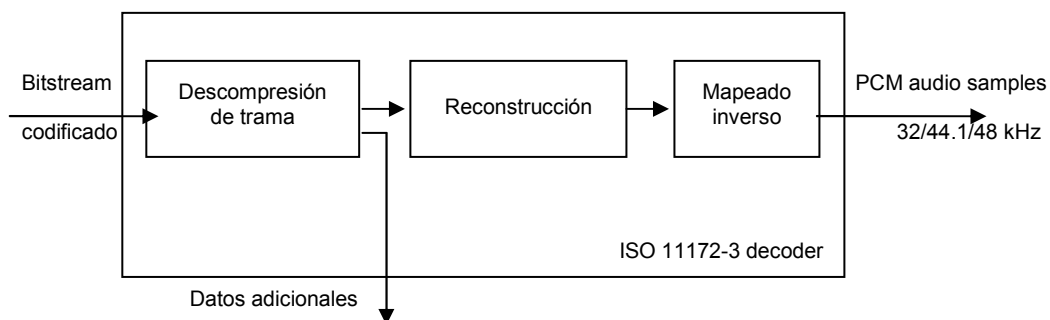 Bitstream
codificado
Descompresión
de trama
Reconstrucción
Mapeado
inverso
PCM audio samples
32/44.1/48 kHz
ISO 11172-3 decoder
Datos adicionales